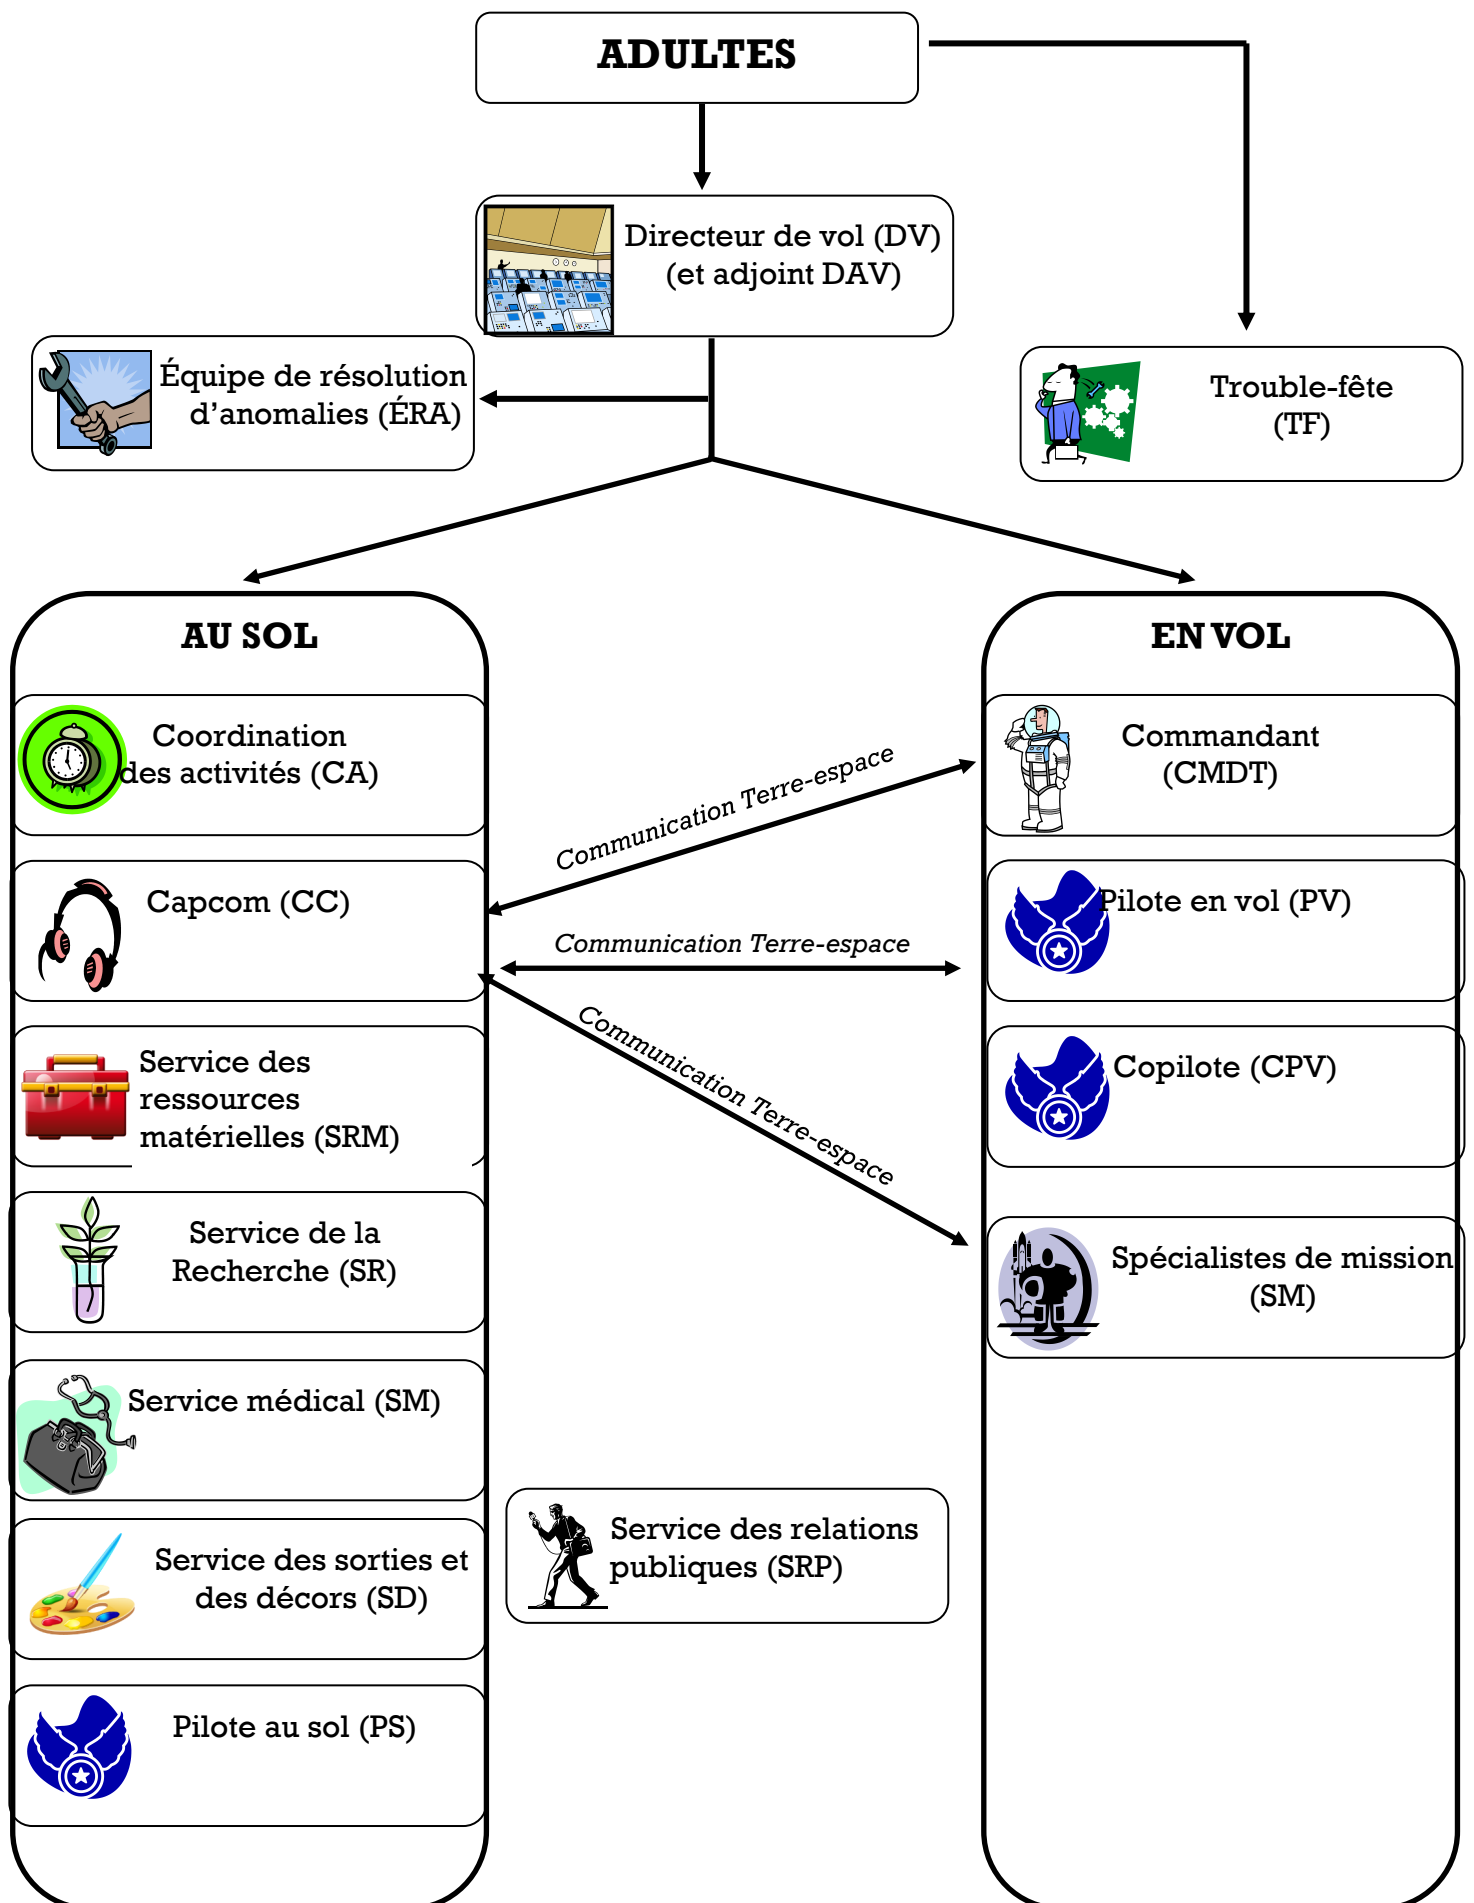 ADULTES
Directeur de vol (DV)
(et adjoint DAV)
Équipe de résolution
d'anomalies (ÉRA)
Trouble-fête
(TF)
AU SOL
Coordination
des activités (CA)
Capcom (CC)
Service des
ressources
matérielles (SRM)
Service de la
Recherche (SR)
Service médical (SM)
Service des sorties et
des décors (SD)
Pilote au sol (PS)
Communication Terre-espace
Communication Terre-espace
Communication Terre-espace
Service des relations
publiques (SRP)
EN VOL
Commandant
(CMDT)
Pilote en vol (PV)
Copilote (CPV)
Spécialistes de mission
(SM)